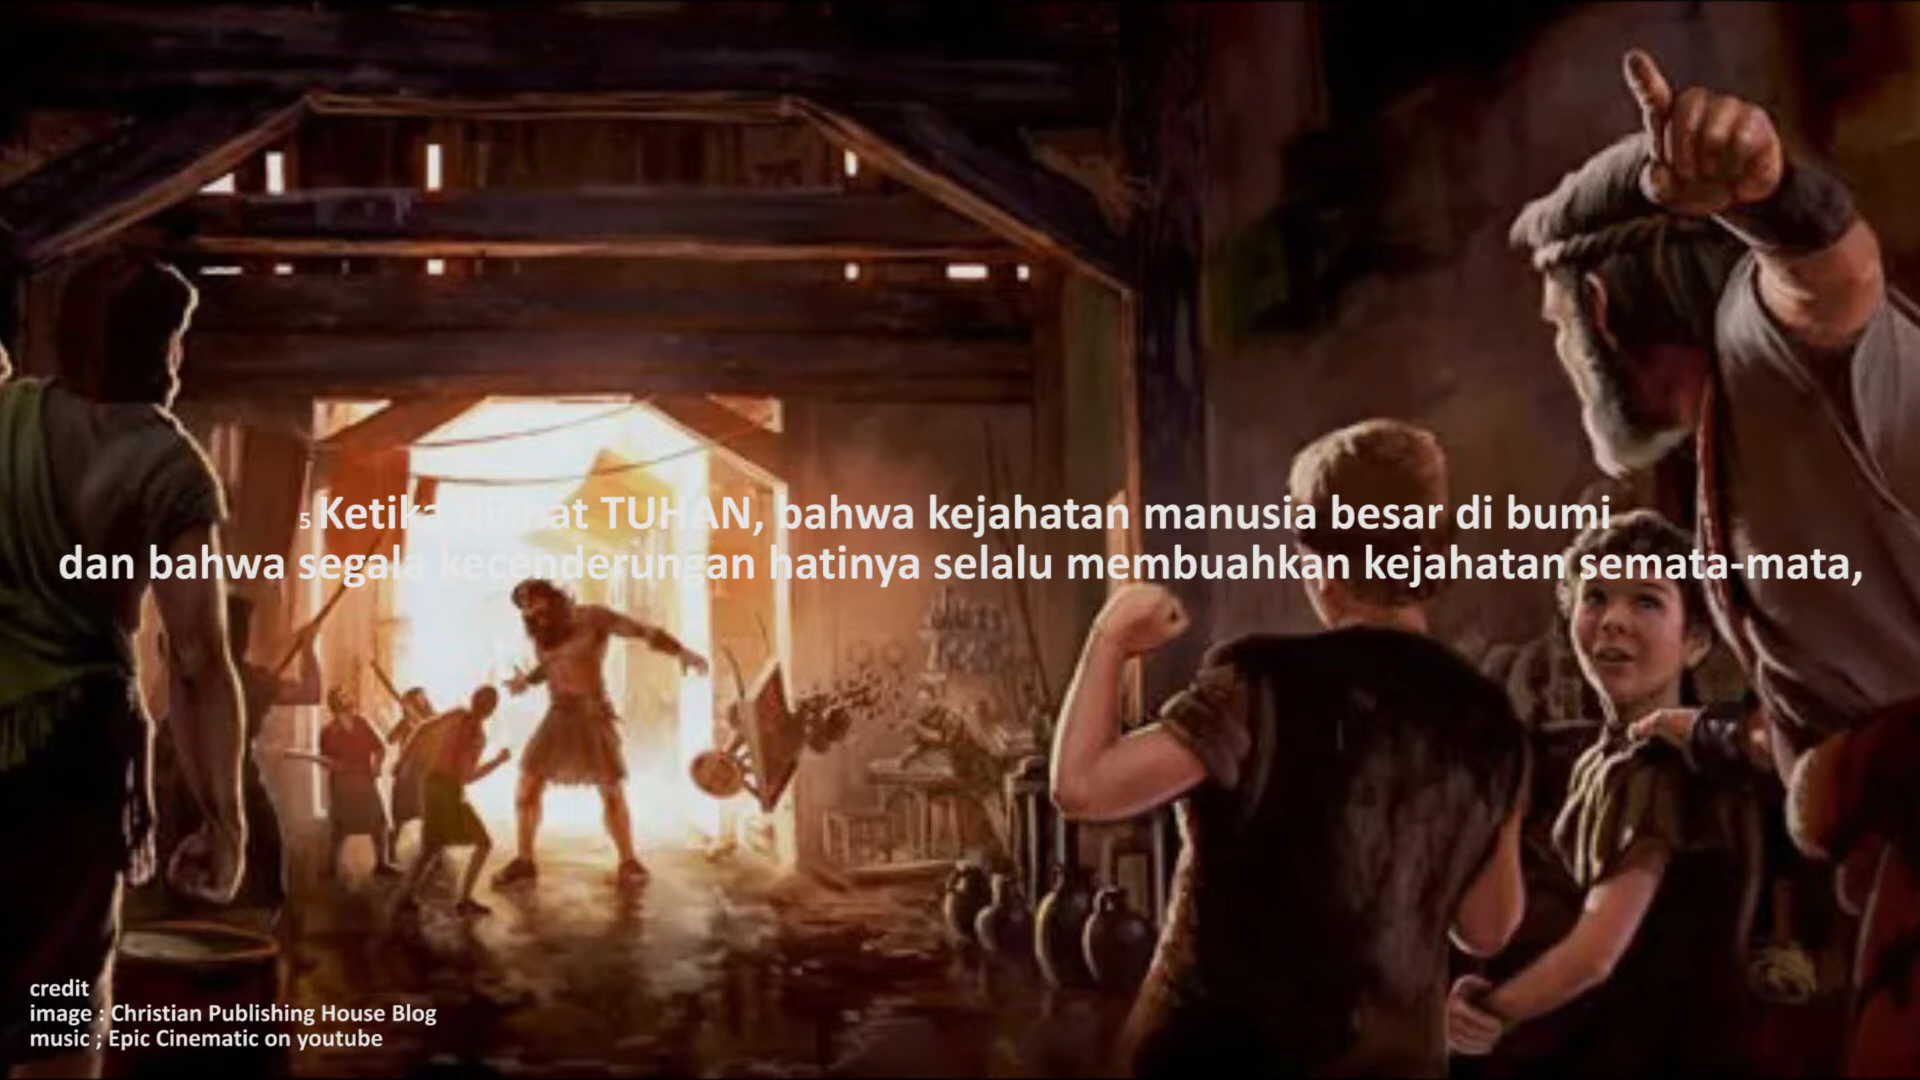 5 Ketika dilihat TUHAN, bahwa kejahatan manusia besar di bumi
dan bahwa segala kecenderungan hatinya selalu membuahkan kejahatan semata-mata,
credit
image : Christian Publishing House Blog
music ; Epic Cinematic on youtube